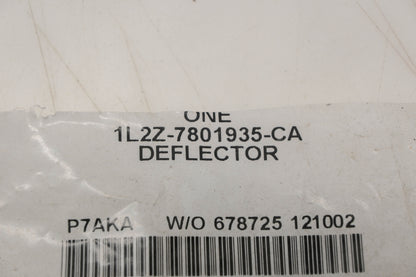 ONE
1L2Z-7801935-CA
DEFLECTOR
P7AKA W/O 678725 121002